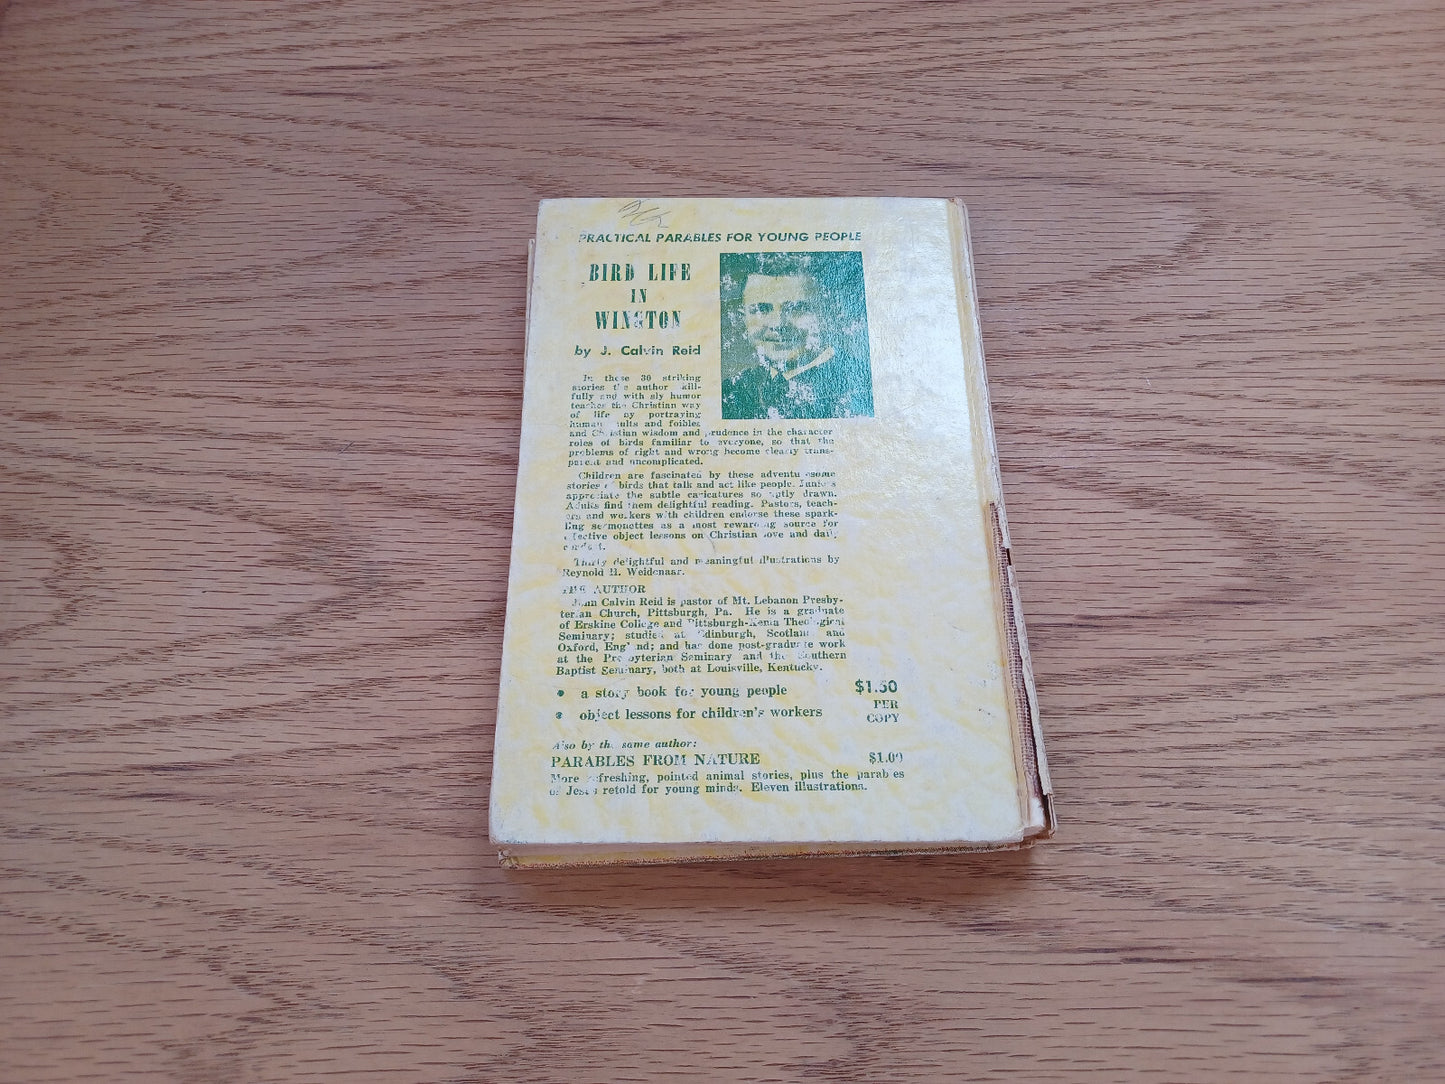 PRACTICAL PARABLES FOR YOUNG PEOPLE
BIRD LIFE
IN
WINGTON
by J. Calvin Reid
In these 30 striking
stories the author skill-
fully and with sly humor
teaches the Christian way
of life by portraying
human faults and foibles
and Christian wisdom and prudence in the character
roles of birds familiar to everyone, so that the
problems of right and wrong become clearly trans-
parent and uncomplicated.
Children are fascinated by these adventuresome
stories of birds that talk and act like people. Juniors
appreciate the subtle caricatures so aptly drawn.
Adults find them delightful reading. Pastors, teach-
ers and workers with children endorse these spark-
ling sermonettes as a most rewarding source for
effective object lessons on Christian love and daily
conduct.
Thirty delightful and meaningful illustrations by
Reynold H. Weidenaar.
THE AUTHOR
John Calvin Reid is pastor of Mt. Lebanon Presby-
terian Church, Pittsburgh, Pa. He is a graduate
of Erskine College and Pittsburgh-Xenia Theological
Seminary; studied at Edinburgh, Scotland and
Oxford, England; and has done post-graduate work
at the Presbyterian Seminary and the Southern
Baptist Seminary, both at Louisville, Kentucky.
• a story book for young people $1.50
• object lessons for children's workers PER
COPY
Also by the same author:
PARABLES FROM NATURE $1.00
More refreshing, pointed animal stories, plus the parables
of Jesus retold for young minds. Eleven illustrations.